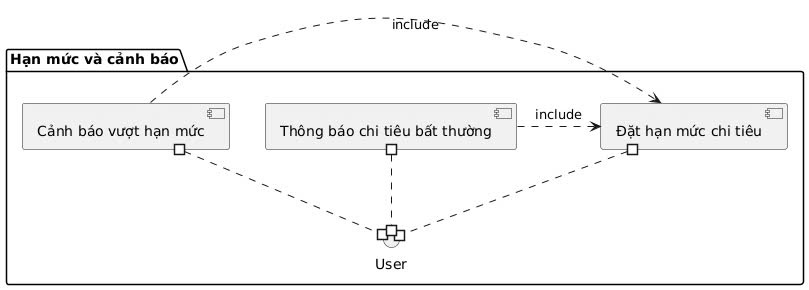 include
Hạn mức và cảnh báo
Cảnh báo vượt hạn mức
Thông báo chi tiêu bất thường
include
Đặt hạn mức chi tiêu
User